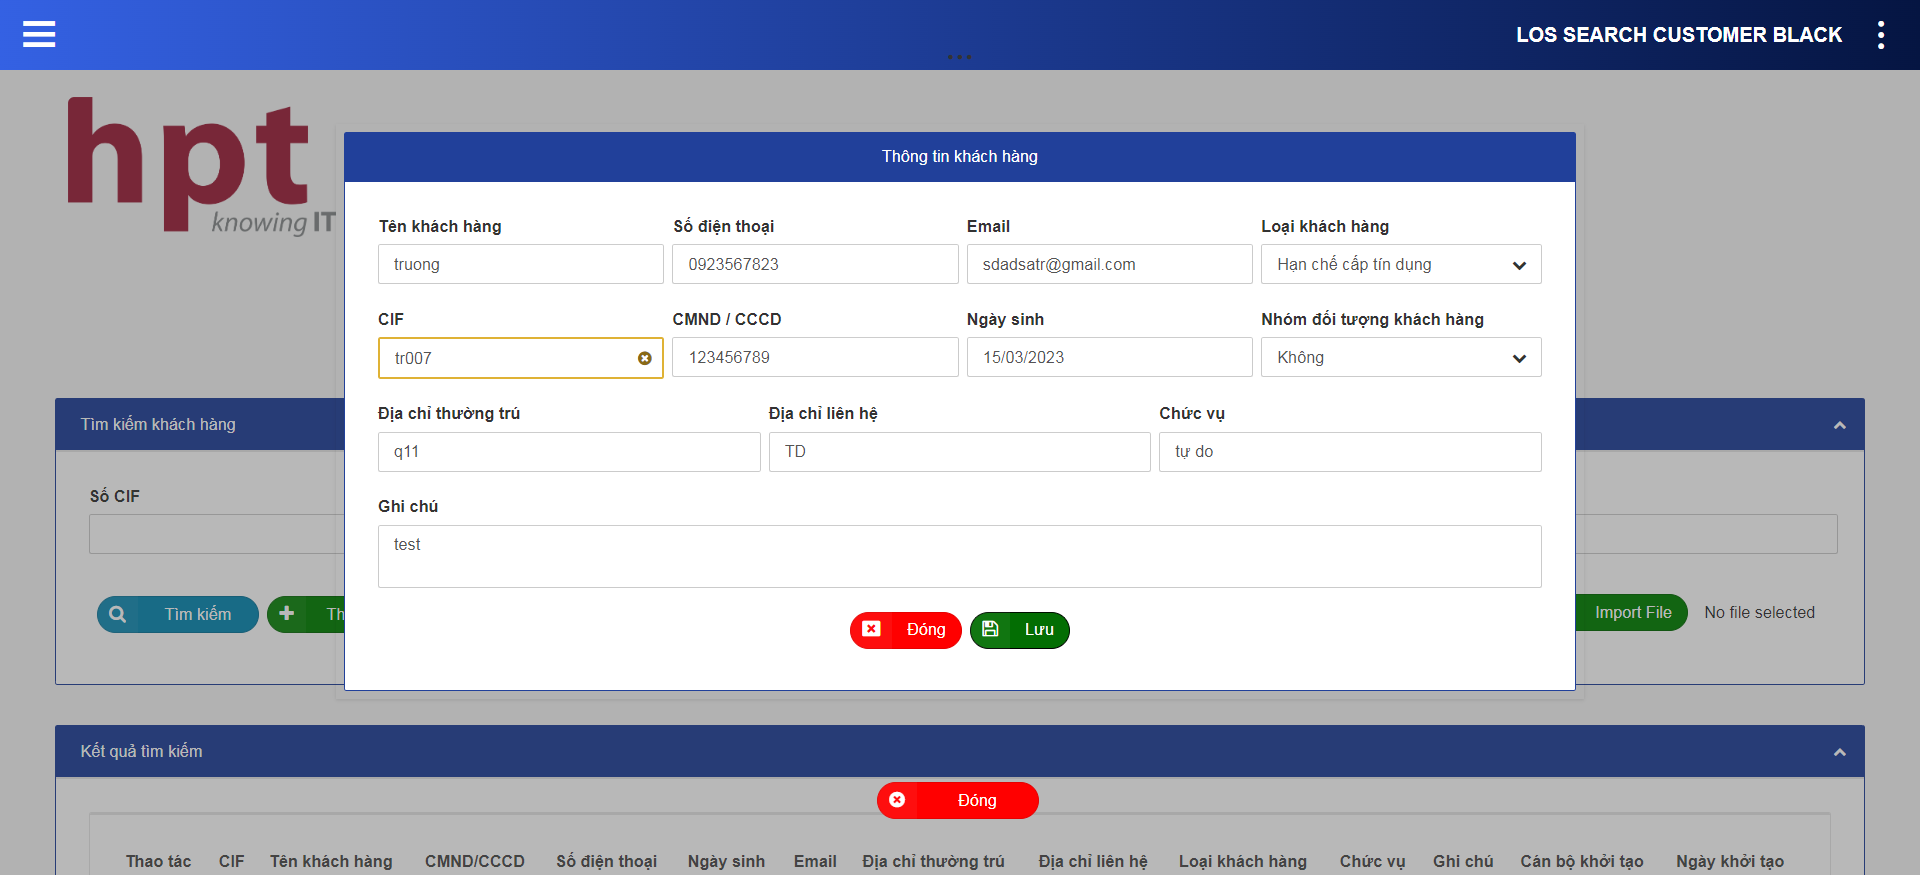 LOS SEARCH CUSTOMER BLACK
hpt
knowing IT
Thông tin khách hàng
Tên khách hàng Số điện thoại Email Loại khách hàng
truong 0923567823 sdadsatr@gmail.com Hạn chế cấp tín dụng
CIF CMND / CCCD Ngày sinh Nhóm đối tượng khách hàng
tr007 123456789 15/03/2023 Không
Địa chỉ thường trú Địa chỉ liên hệ Chức vụ
q11 TD tự do
Ghi chú
test
Đóng Lưu
Tìm kiếm khách hàng
Số CIF
Tìm kiếm Th Import File No file selected
Kết quả tìm kiếm
Đóng
Thao tác CIF Tên khách hàng CMND/CCCD Số điện thoại Ngày sinh Email Địa chỉ thường trú Địa chỉ liên hệ Loại khách hàng Chức vụ Ghi chú Cán bộ khởi tạo Ngày khởi tạo